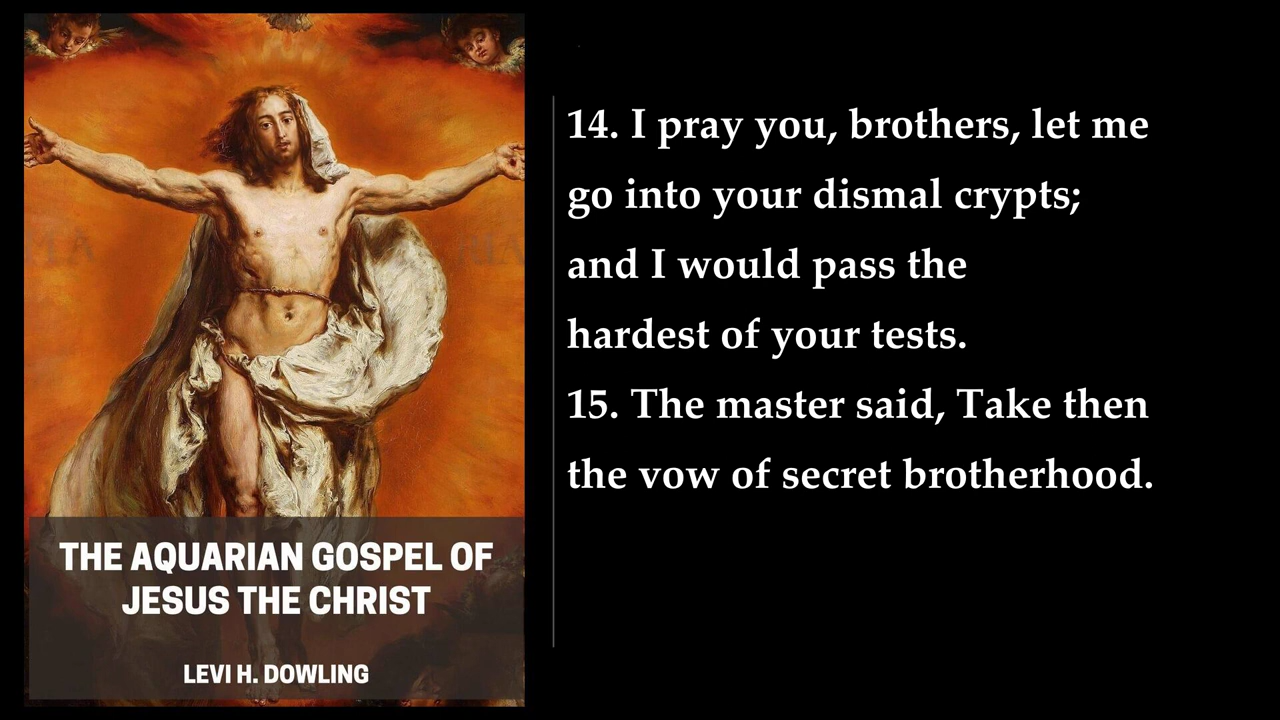 14. I pray you, brothers, let me
go into your dismal crypts;
and I would pass the
hardest of your tests.
15. The master said, Take then
the vow of secret brotherhood.
THE AQUARIAN GOSPEL OF
JESUS THE CHRIST
LEVI H. DOWLING